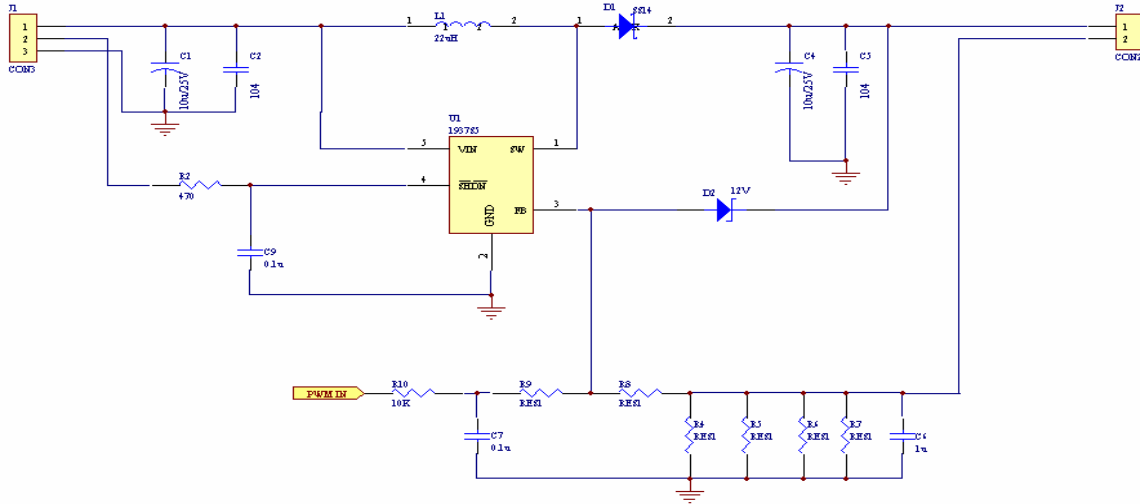 J1
1
2
3
CON3
C1
10u/25V
C2
104
1
L1
1
2
22uH
2
D1
SS14
A
K
2
C4
10u/25V
C5
104
J2
1
2
CON2
U1
1937S5
5
VIN
SW
1
4
SHDN
GND
FB
3
2
R2
470
C9
0.1u
D2
12V
PWM IN
R10
10K
C7
0.1u
R9
RES1
R8
RES1
R4
RES1
R5
RES1
R6
RES1
R7
RES1
C6
1u